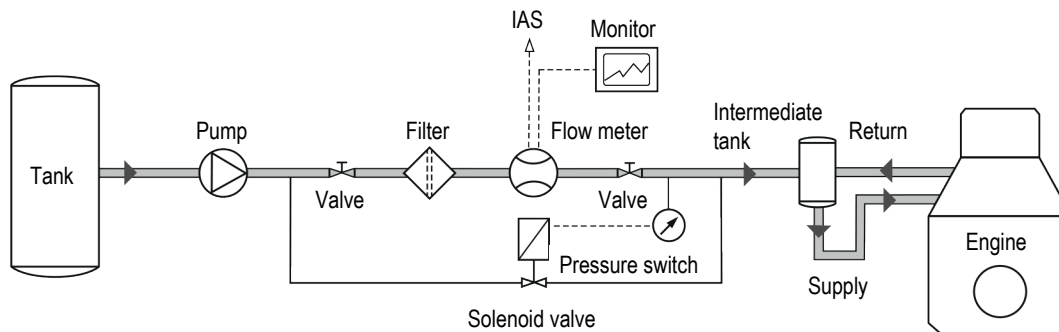 IAS
Monitor
Pump
Filter
Flow meter
Intermediate
tank
Return
Tank
Valve
Valve
Pressure switch
Engine
Supply
Solenoid valve